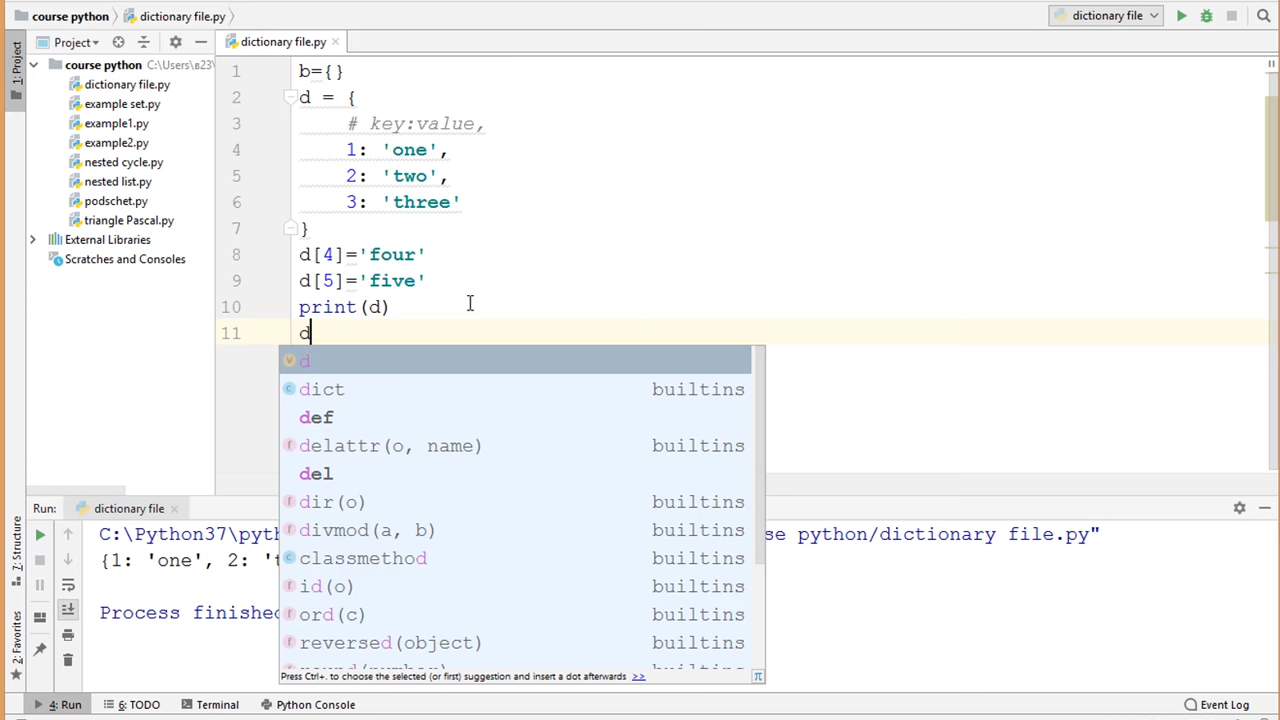 course python
dictionary file.py
dictionary file
Project
dictionary file.py
1: Project
course python C:\Users\в23\
dictionary file.py
example set.py
example1.py
example2.py
nested cycle.py
nested list.py
podschet.py
triangle Pascal.py
External Libraries
Scratches and Consoles
1 b={}
2 d = {
3 # key:value,
4 1: 'one',
5 2: 'two',
6 3: 'three'
7 }
8 d[4]='four'
9 d[5]='five'
10 print(d)
11 d
d
dict builtins
def
delattr(o, name) builtins
del
dir(o) builtins
divmod(a, b) builtins
classmethod builtins
id(o) builtins
ord(c) builtins
reversed(object) builtins
round(number) builtins
Press Ctrl+. to choose the selected (or first) suggestion and insert a dot afterwards >>
π
Run: dictionary file
C:\Python37\pyth se python/dictionary file.py"
{1: 'one', 2: 't
Process finished
7: Structure
2: Favorites
4: Run
6: TODO
Terminal
Python Console
Event Log